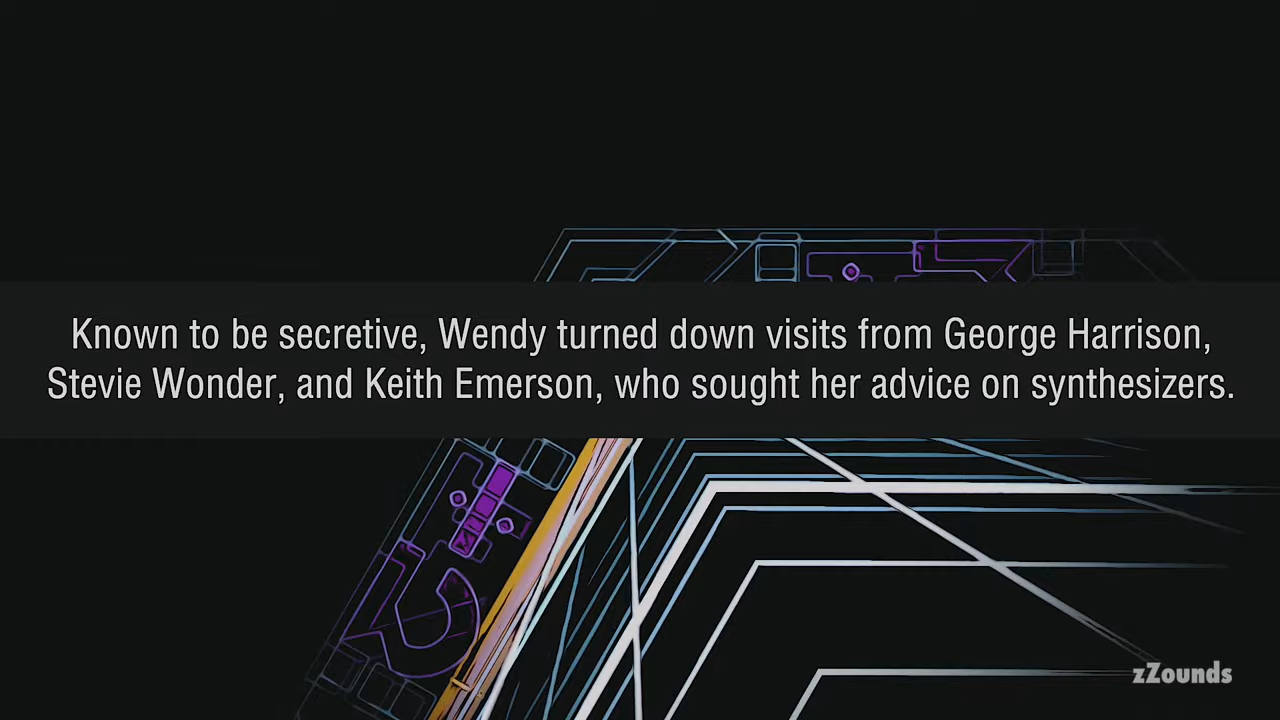 Known to be secretive, Wendy turned down visits from George Harrison,
Stevie Wonder, and Keith Emerson, who sought her advice on synthesizers.
zZounds